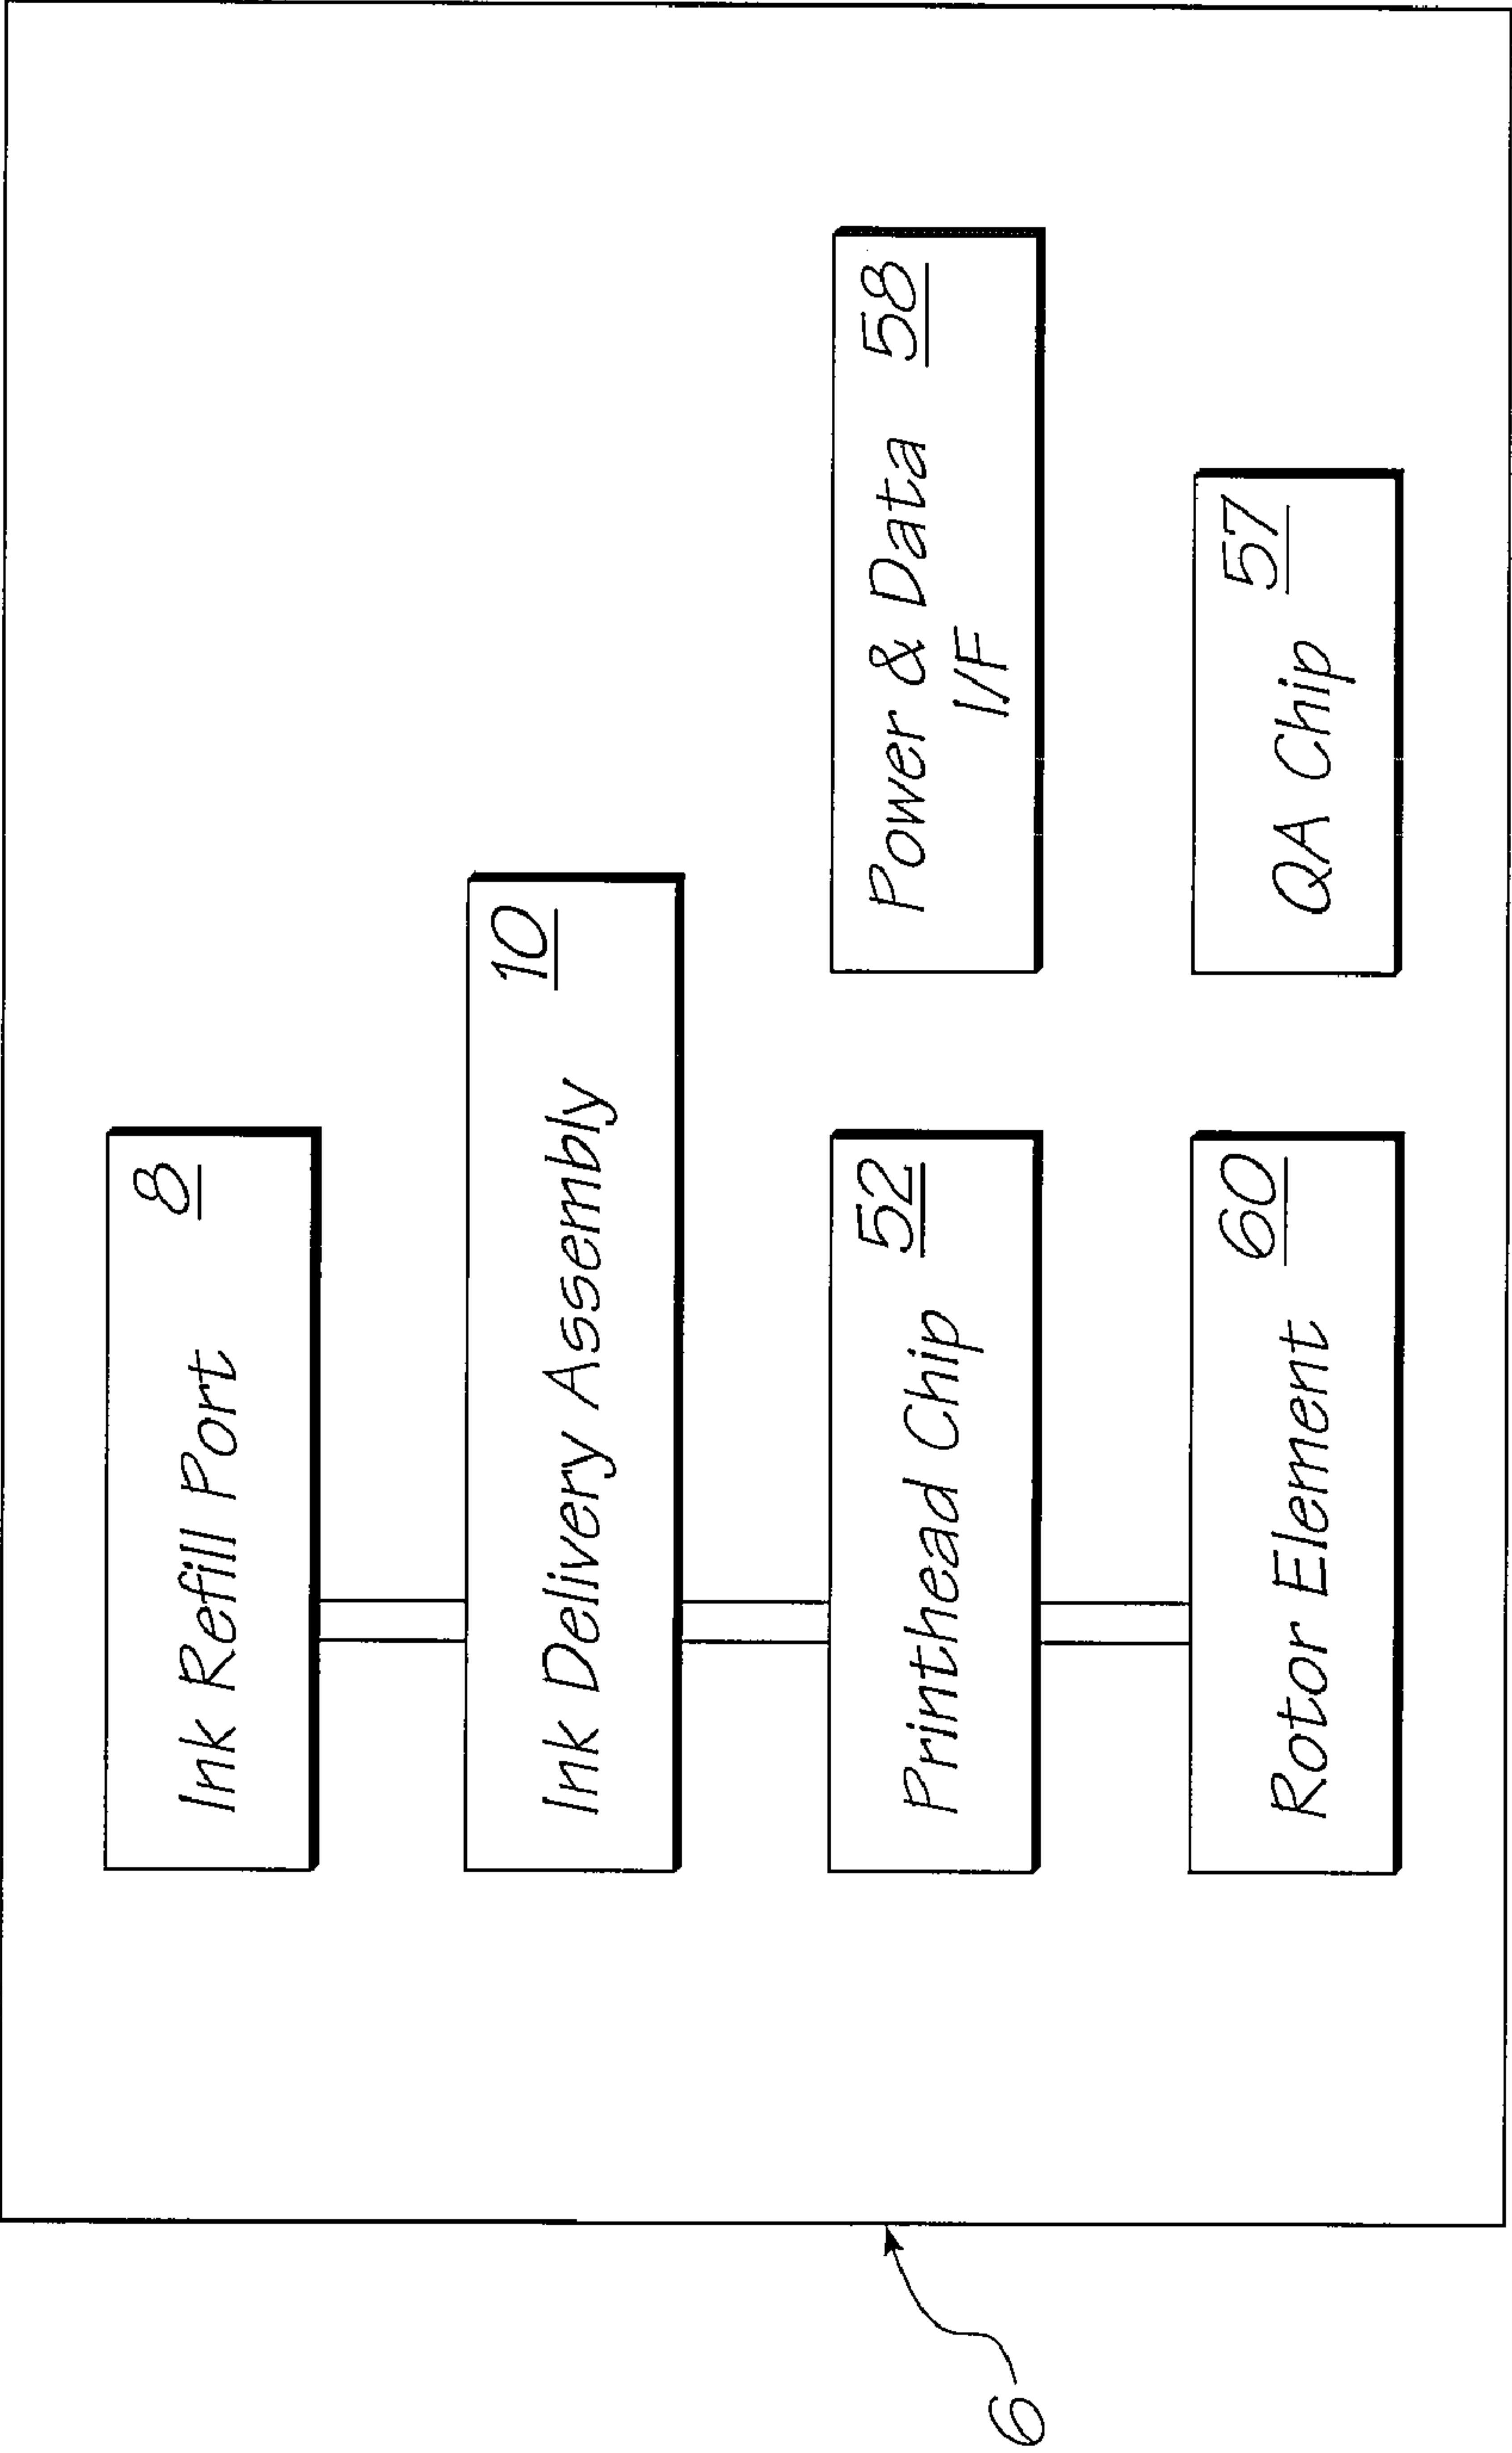 Ink Refill Port 8
Ink Delivery Assembly 10
Printhead Chip 52
Power & Data 58
I/F
Rotor Element 60
QA Chip 57
6